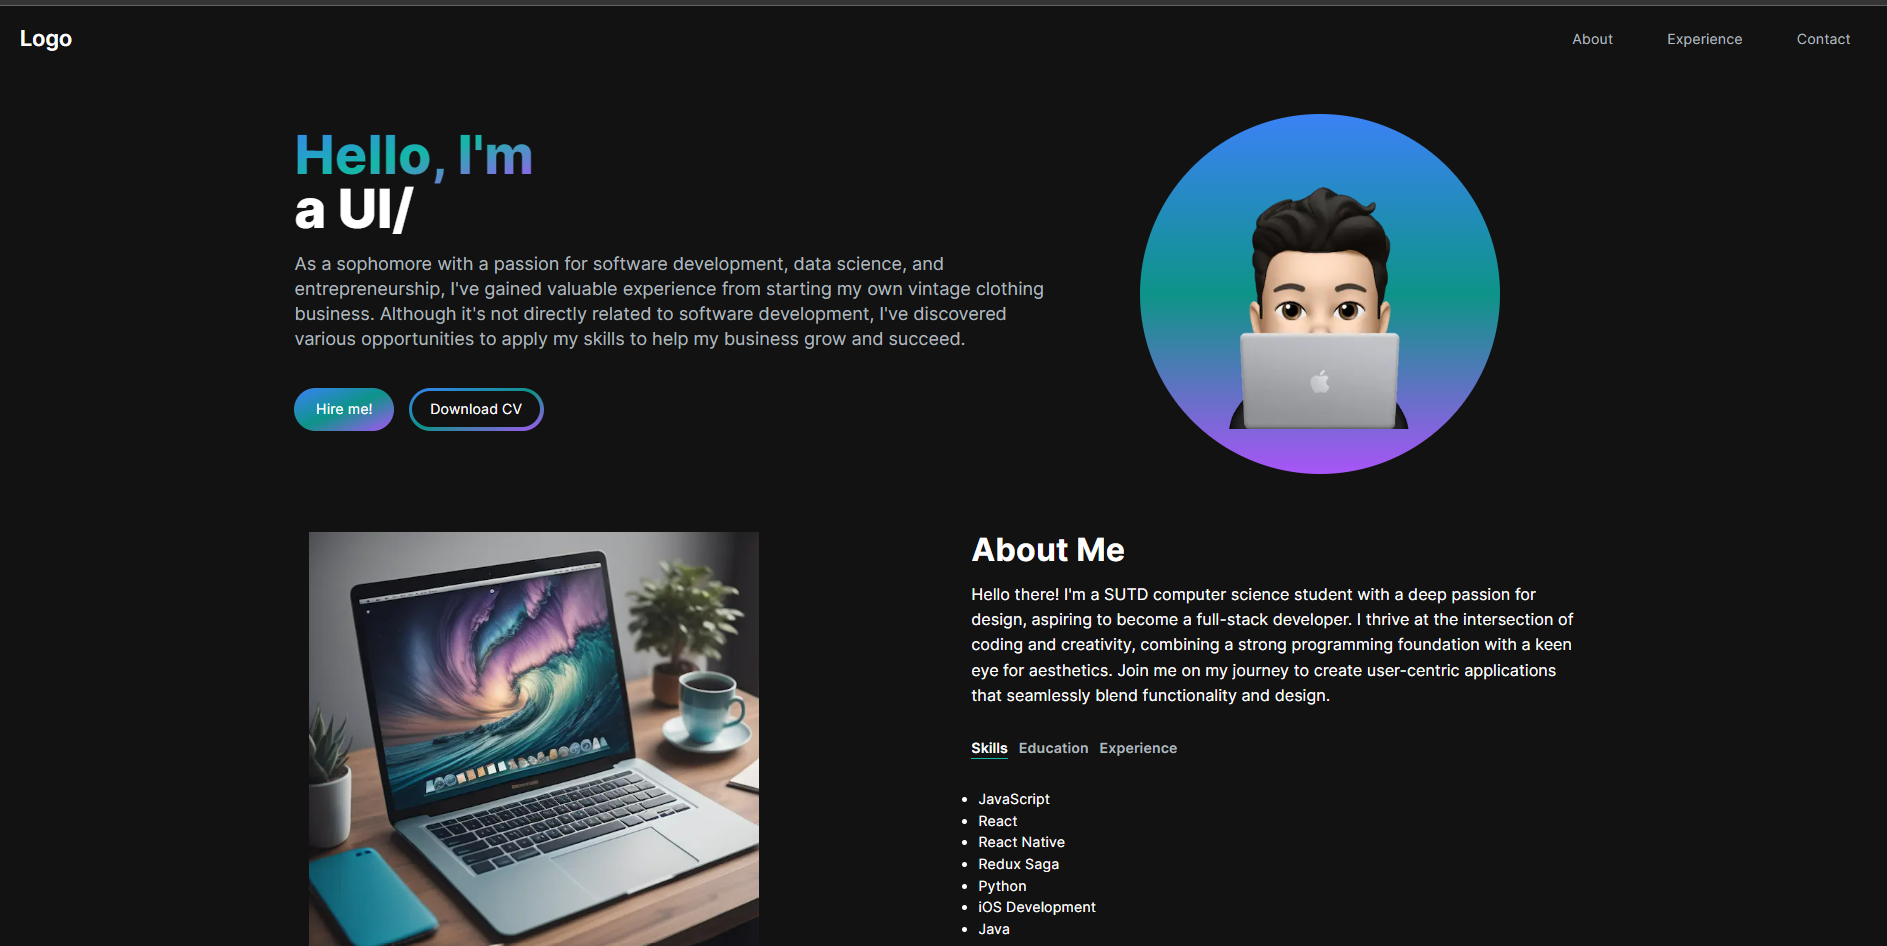 Logo
About Experience Contact
Hello, I'm
a UI/
As a sophomore with a passion for software development, data science, and
entrepreneurship, I've gained valuable experience from starting my own vintage clothing
business. Although it's not directly related to software development, I've discovered
various opportunities to apply my skills to help my business grow and succeed.
Hire me! Download CV
About Me
Hello there! I'm a SUTD computer science student with a deep passion for
design, aspiring to become a full-stack developer. I thrive at the intersection of
coding and creativity, combining a strong programming foundation with a keen
eye for aesthetics. Join me on my journey to create user-centric applications
that seamlessly blend functionality and design.
Skills Education Experience
JavaScript
React
React Native
Redux Saga
Python
iOS Development
Java